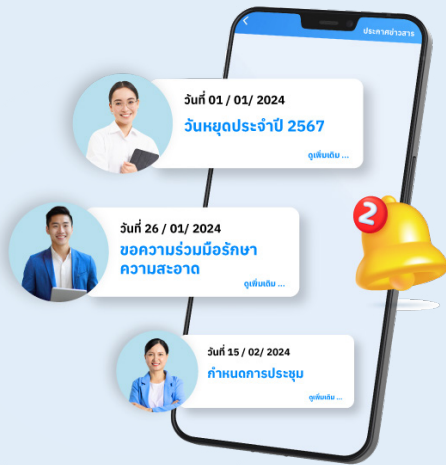 ประกาศข่าวสาร
วันที่ 01 / 01/ 2024
วันหยุดประจำปี 2567
ดูเพิ่มเติม ...
2
วันที่ 26 / 01/ 2024
ขอความร่วมมือรักษา
ความสะอาด
ดูเพิ่มเติม ...
วันที่ 15 / 02/ 2024
กำหนดการประชุม
ดูเพิ่มเติม ...